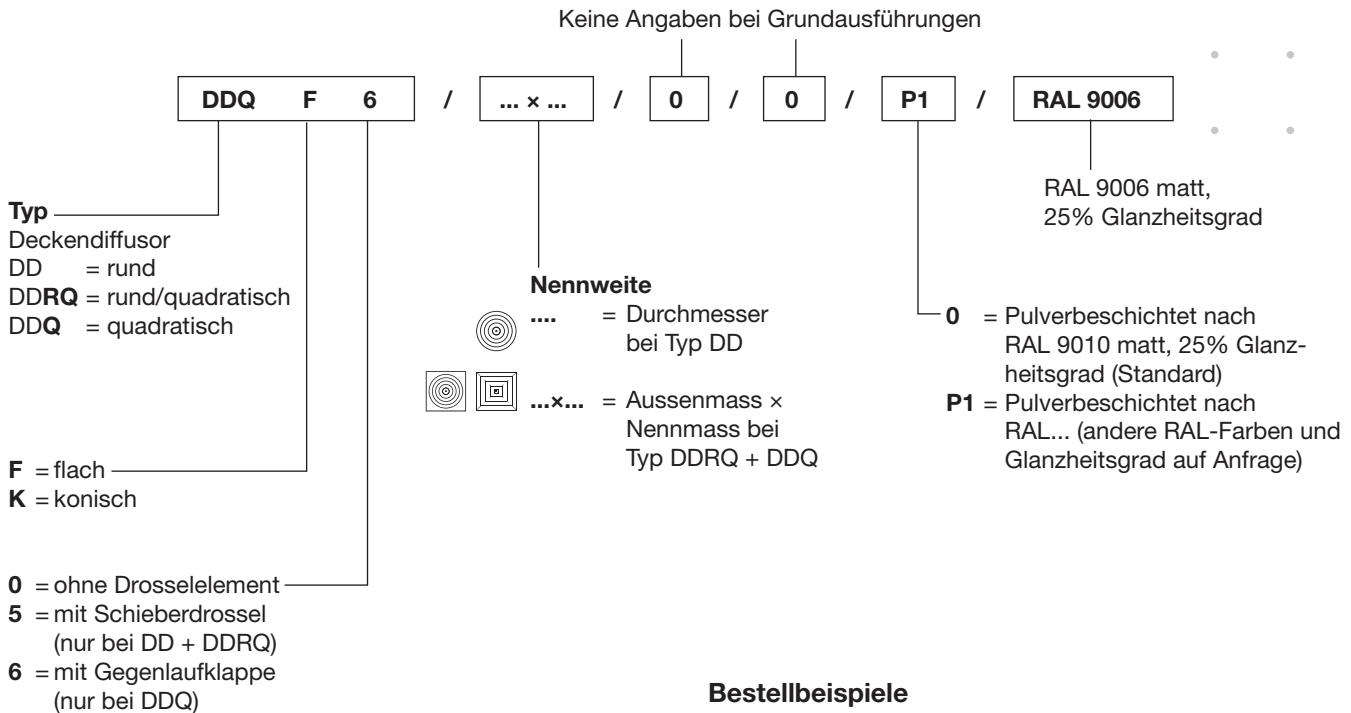 Keine Angaben bei Grundausführungen
DDQ F 6 / ... × ... / 0 / 0 / P1 / RAL 9006
RAL 9006 matt,
25% Glanzheitsgrad
Typ
Deckendiffusor
DD = rund
DDRQ = rund/quadratisch
DDQ = quadratisch
Nennweite
.... = Durchmesser
bei Typ DD
...×... = Aussenmass ×
Nennmass bei
Typ DDRQ + DDQ
0 = Pulverbeschichtet nach
RAL 9010 matt, 25% Glanz-
heitsgrad (Standard)
P1 = Pulverbeschichtet nach
RAL... (andere RAL-Farben und
Glanzheitsgrad auf Anfrage)
F = flach
K = konisch
0 = ohne Drosselelement
5 = mit Schieberdrossel
(nur bei DD + DDRQ)
6 = mit Gegenlaufklappe
(nur bei DDQ)
Bestellbeispiele